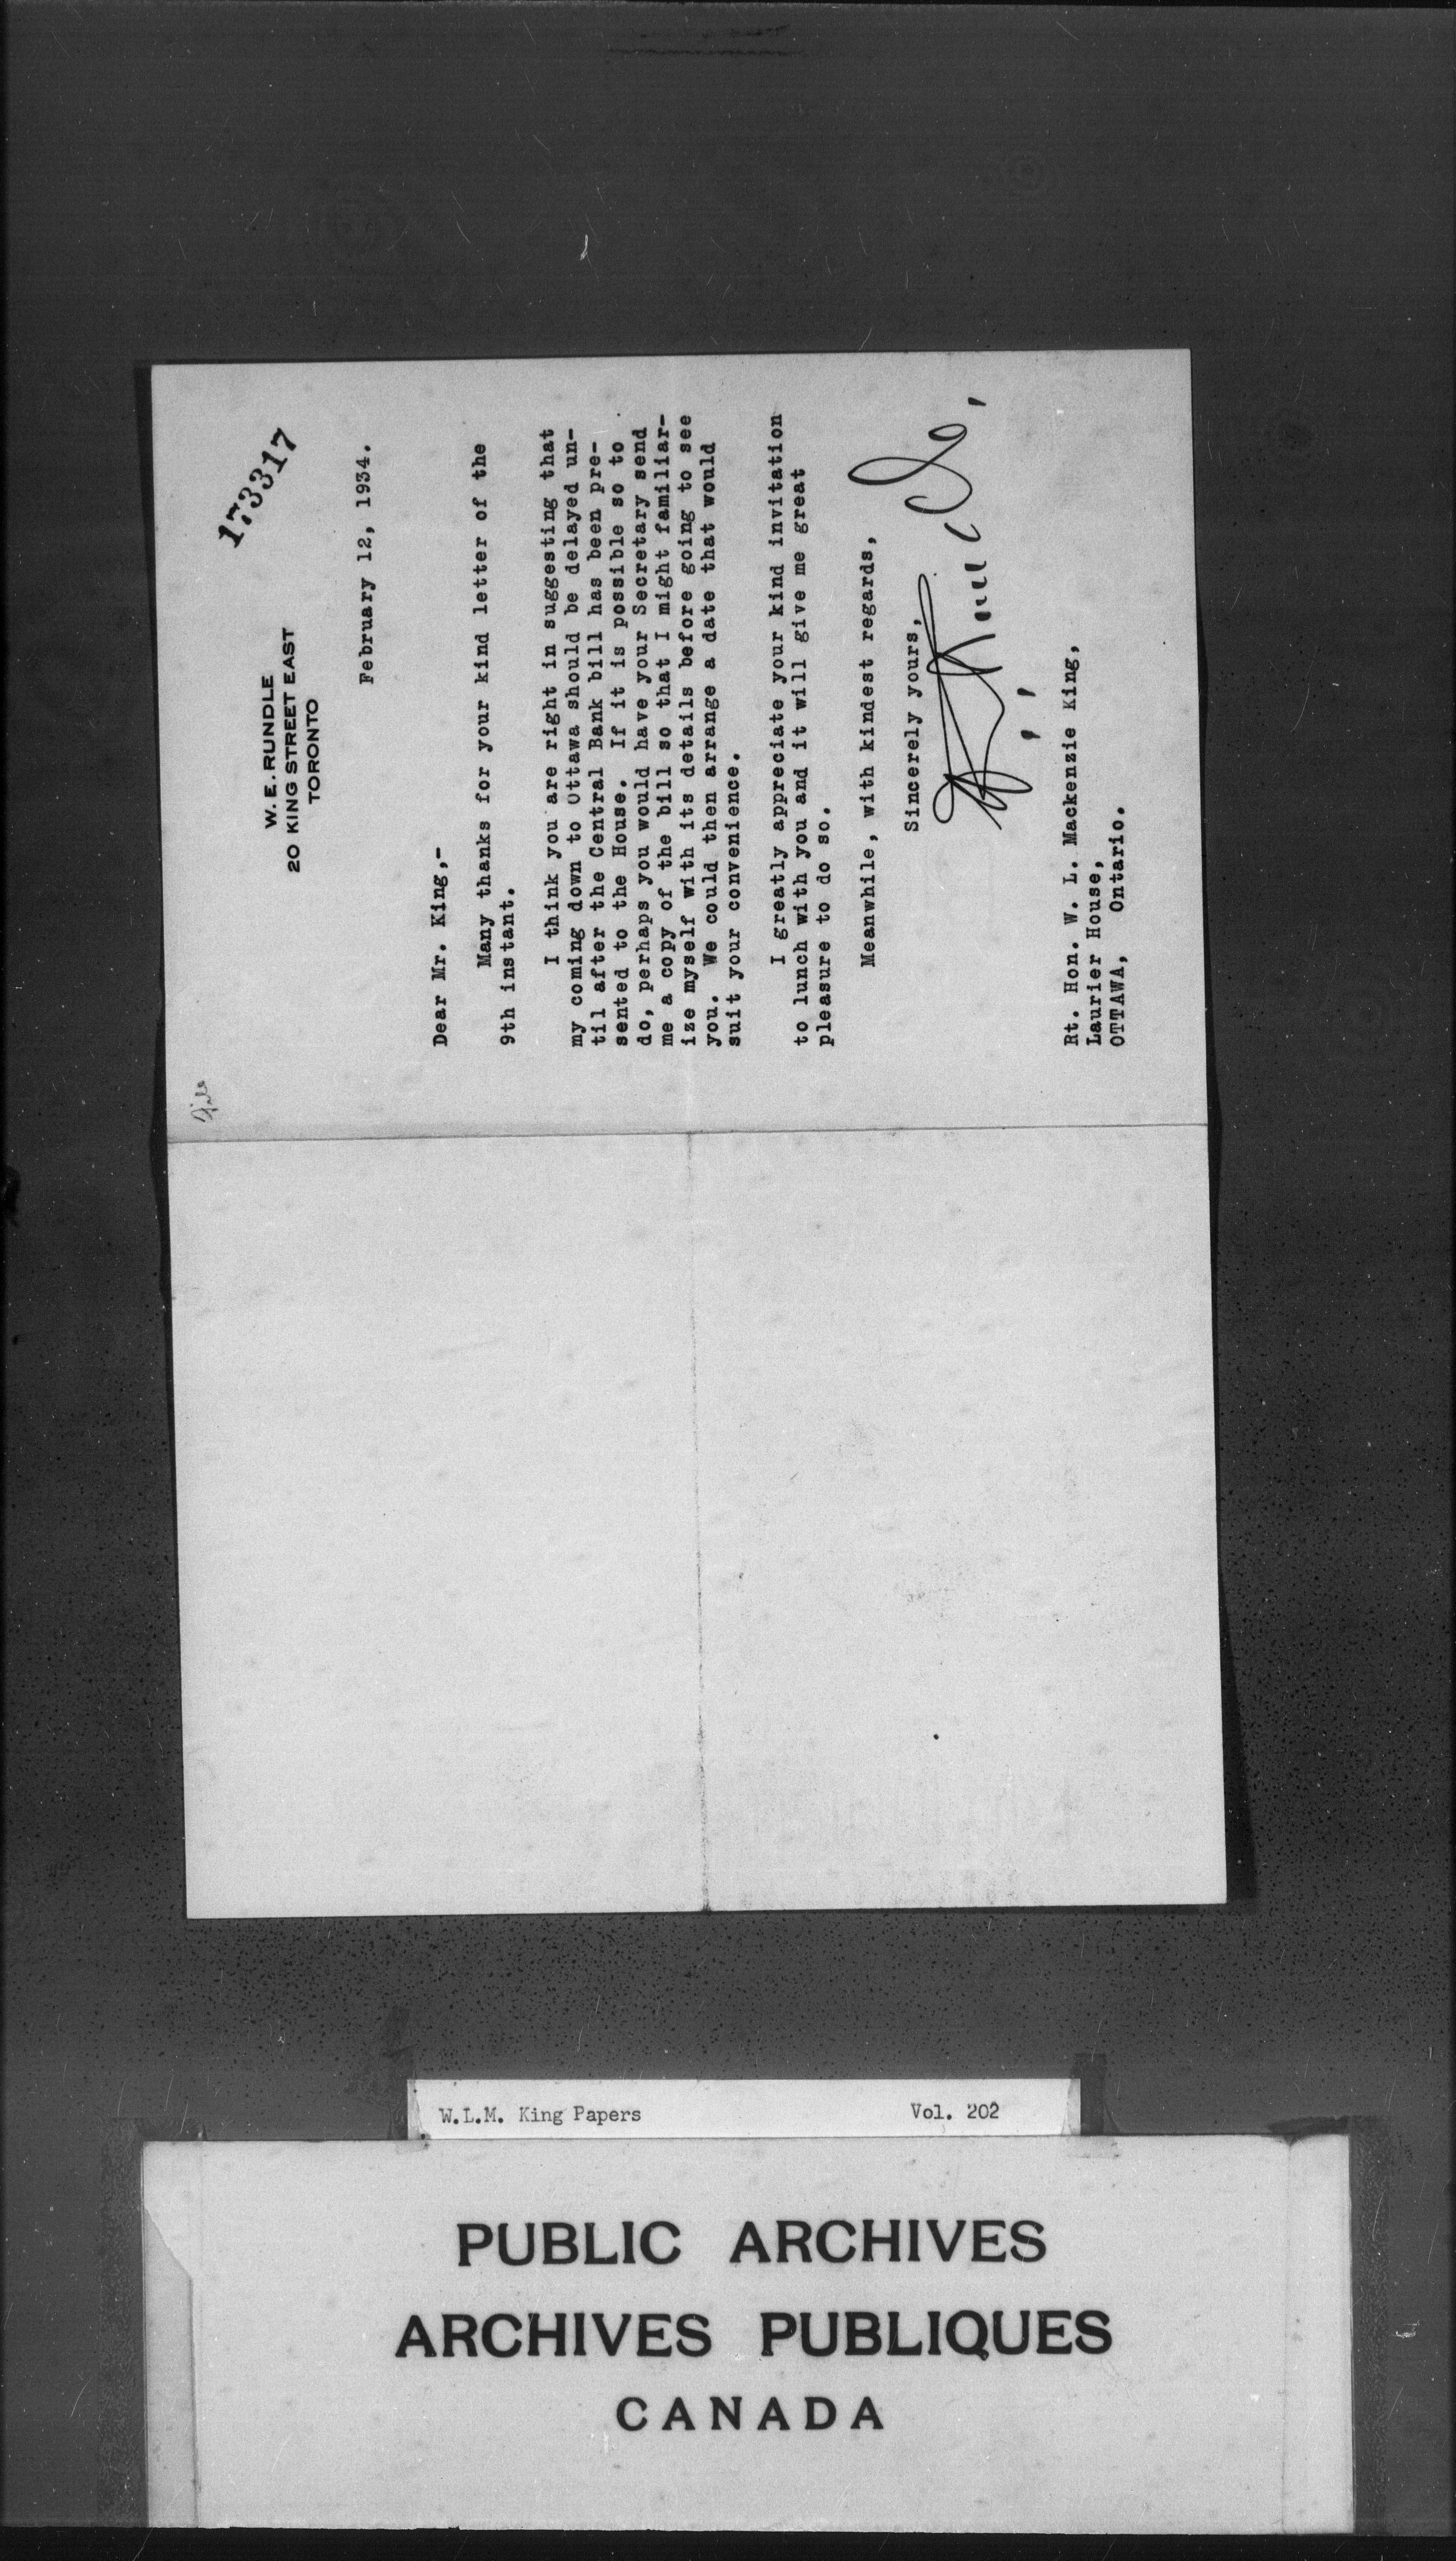 File
173317
W. E. RUNDLE
20 KING STREET EAST
TORONTO
February 12, 1934.
Dear Mr. King,-
Many thanks for your kind letter of the
9th instant.
I think you are right in suggesting that
my coming down to Ottawa should be delayed un-
til after the Central Bank bill has been pre-
sented to the House. If it is possible so to
do, perhaps you would have your Secretary send
me a copy of the bill so that I might familiar-
ize myself with its details before going to see
you. We could then arrange a date that would
suit your convenience.
I greatly appreciate your kind invitation
to lunch with you and it will give me great
pleasure to do so.
Meanwhile, with kindest regards,
Sincerely yours,
Rt. Hon. W. L. Mackenzie King,
Laurier House,
OTTAWA, Ontario.
W.L.M. King Papers Vol. 202
PUBLIC ARCHIVES
ARCHIVES PUBLIQUES
CANADA